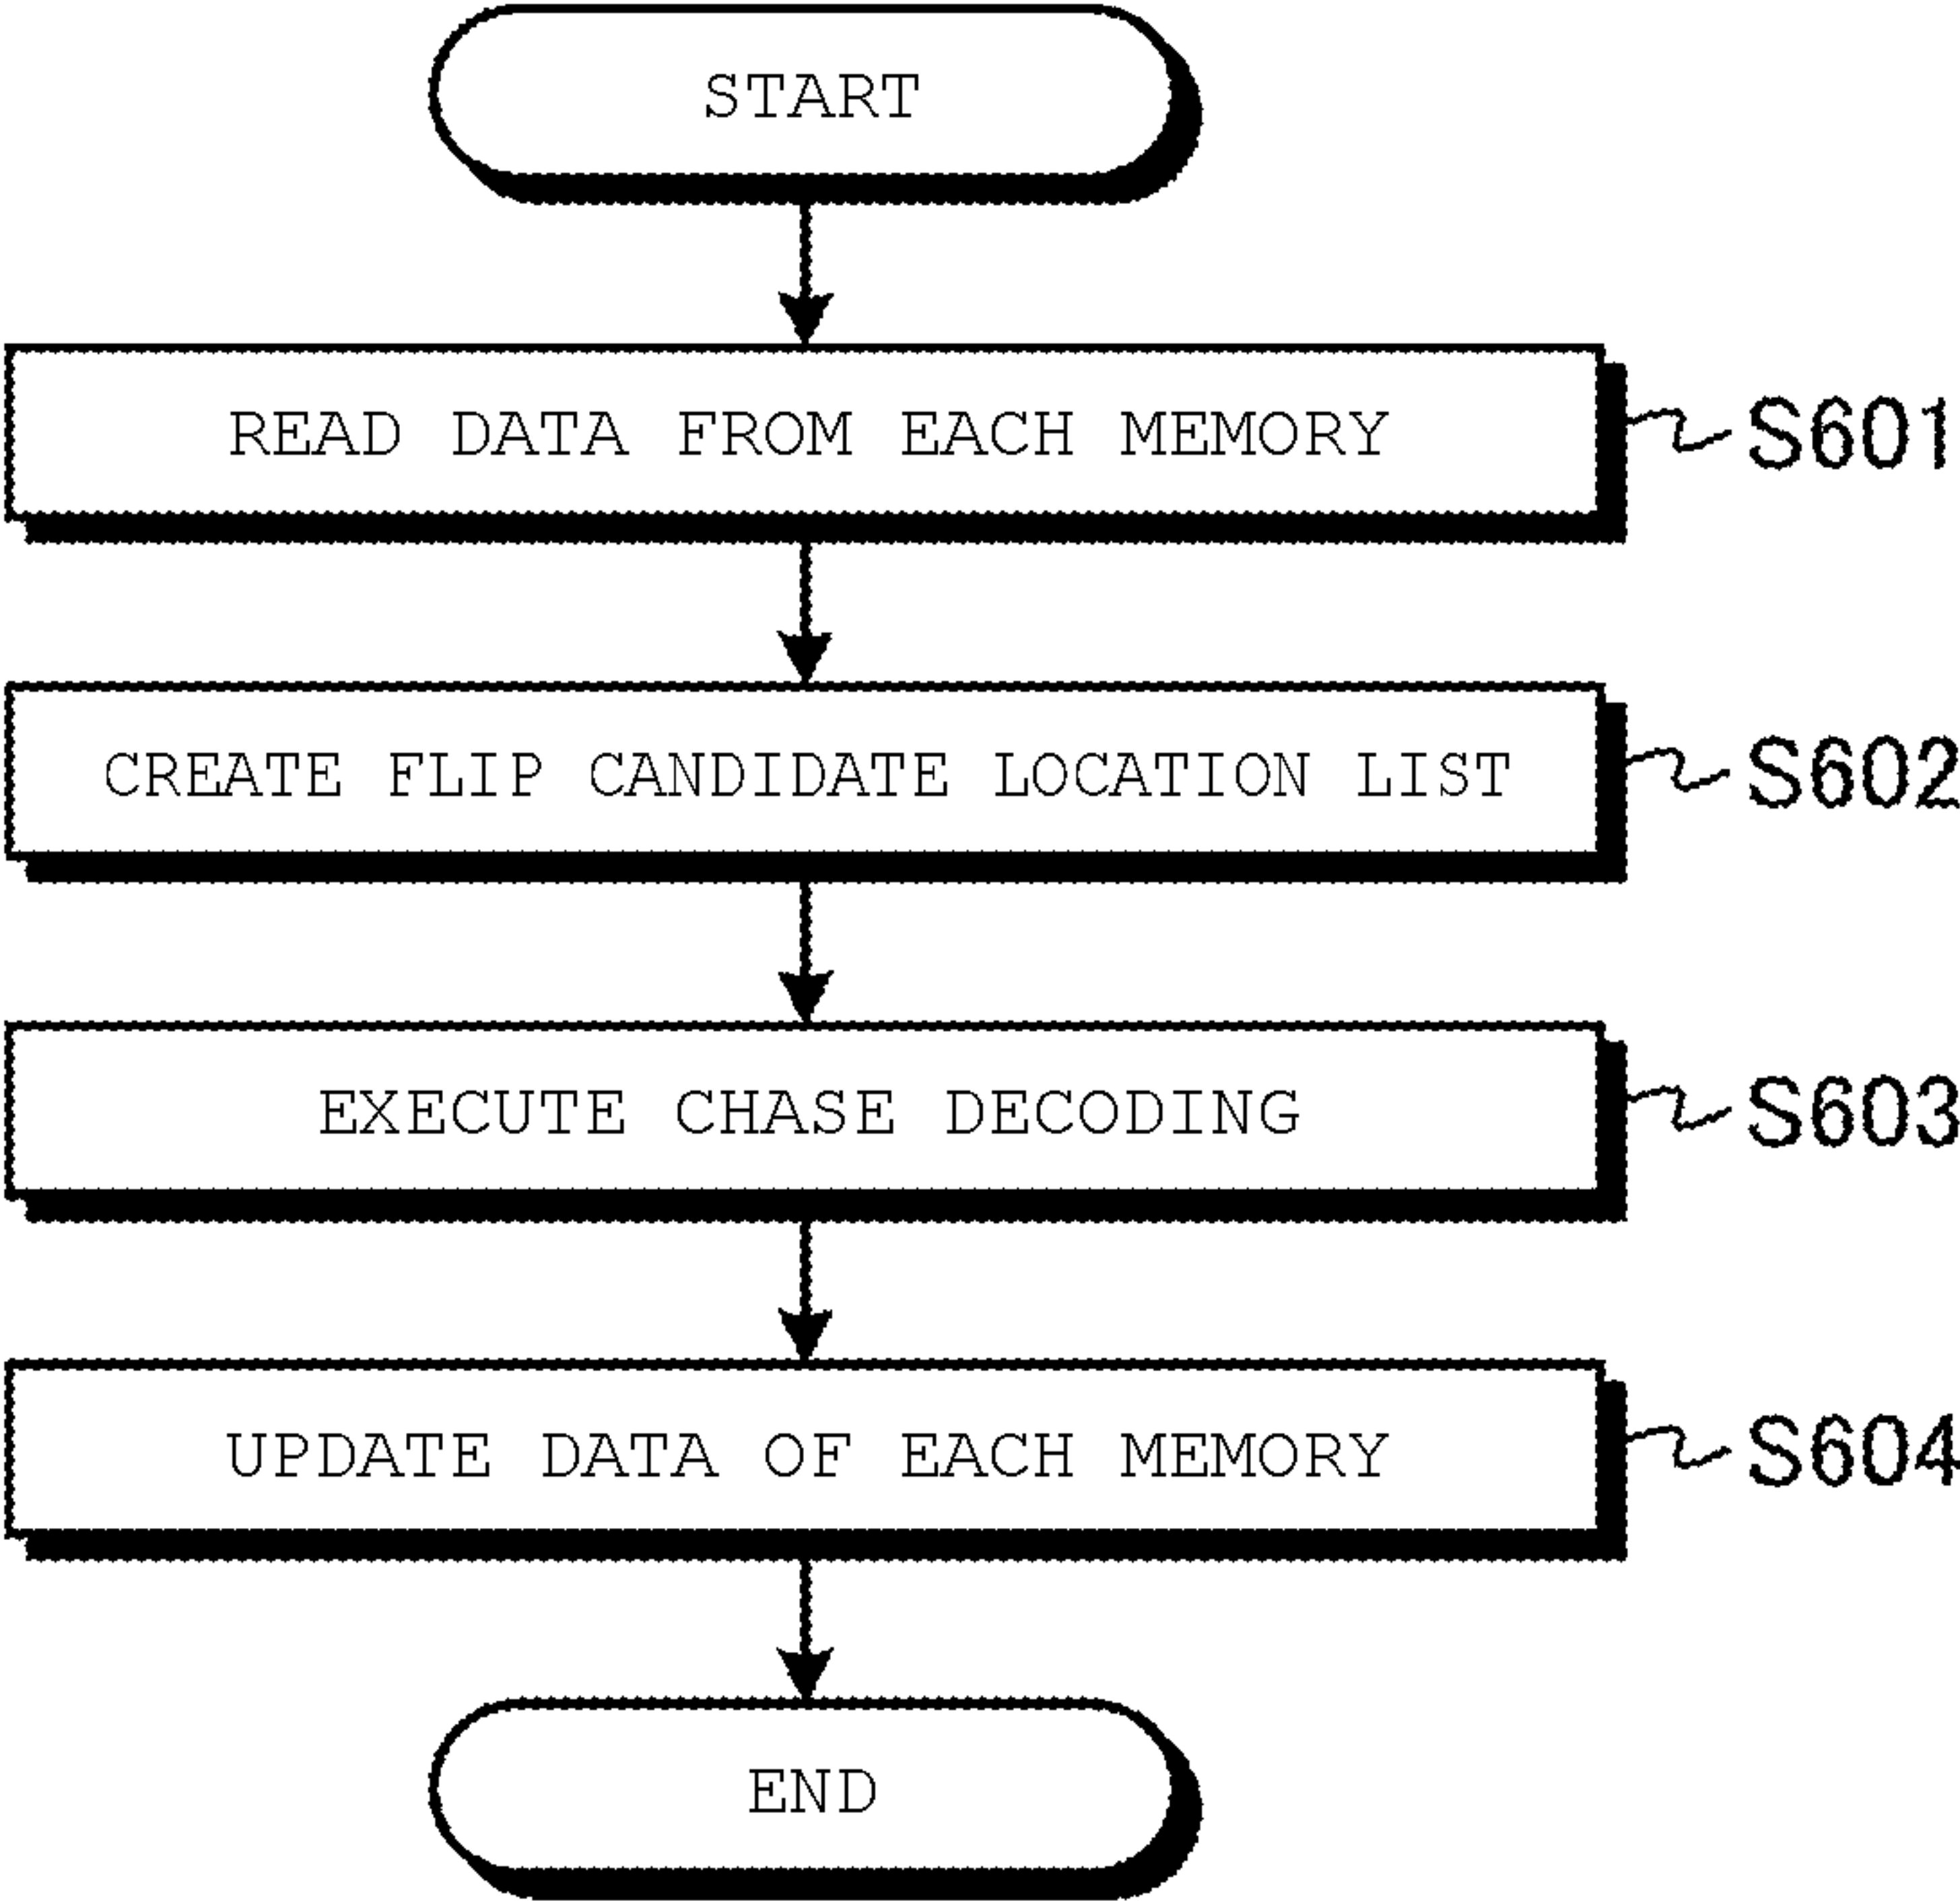 START
READ DATA FROM EACH MEMORY
S601
CREATE FLIP CANDIDATE LOCATION LIST
S602
EXECUTE CHASE DECODING
S603
UPDATE DATA OF EACH MEMORY
S604
END